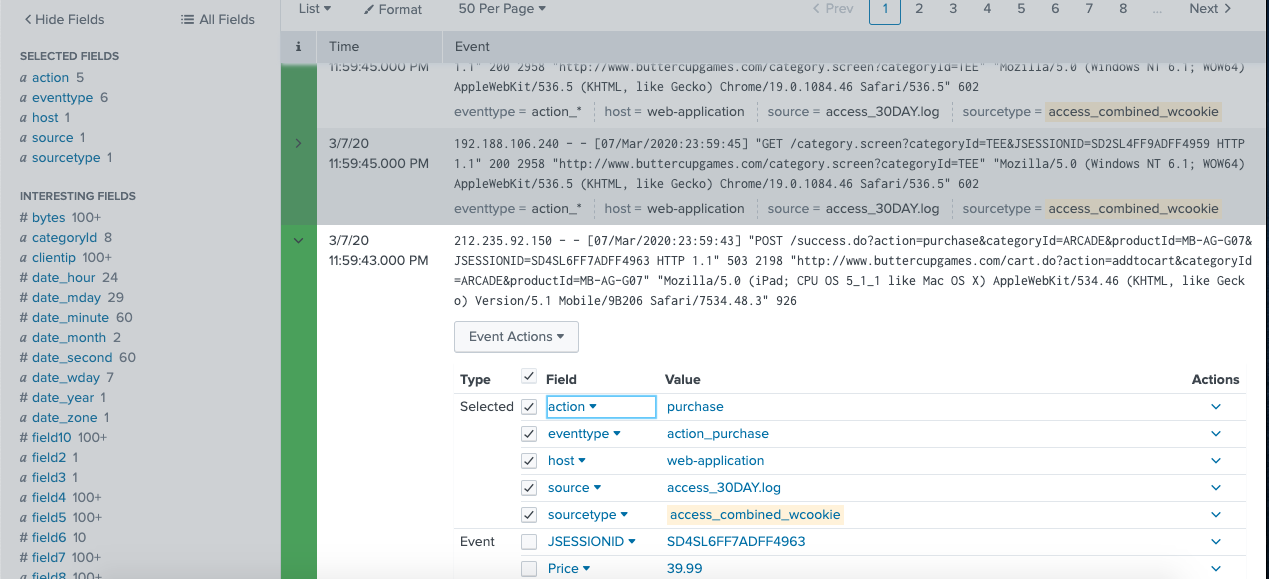 Hide Fields
All Fields
SELECTED FIELDS
a action 5
a eventtype 6
a host 1
a source 1
a sourcetype 1
INTERESTING FIELDS
# bytes 100+
a categoryId 8
a clientip 100+
# date_hour 24
# date_mday 29
# date_minute 60
a date_month 2
# date_second 60
a date_wday 7
# date_year 1
a date_zone 1
# field10 100+
a field2 1
a field3 1
a field4 100+
a field5 100+
# field6 10
# field7 100+
# field8 100+
List
Format
50 Per Page
Prev 1 2 3 4 5 6 7 8 ... Next
i Time Event
11:59:45.000 PM 1.1" 200 2958 "http://www.buttercupgames.com/category.screen?categoryId=TEE" "Mozilla/5.0 (Windows NT 6.1; WOW64)
AppleWebKit/536.5 (KHTML, like Gecko) Chrome/19.0.1084.46 Safari/536.5" 602
eventtype = action_* host = web-application source = access_30DAY.log sourcetype = access_combined_wcookie
3/7/20 192.188.106.240 - - [07/Mar/2020:23:59:45] "GET /category.screen?categoryId=TEE&JSESSIONID=SD2SL4FF9ADFF4959 HTTP
11:59:45.000 PM 1.1" 200 2958 "http://www.buttercupgames.com/category.screen?categoryId=TEE" "Mozilla/5.0 (Windows NT 6.1; WOW64)
AppleWebKit/536.5 (KHTML, like Gecko) Chrome/19.0.1084.46 Safari/536.5" 602
eventtype = action_* host = web-application source = access_30DAY.log sourcetype = access_combined_wcookie
3/7/20 212.235.92.150 - - [07/Mar/2020:23:59:43] "POST /success.do?action=purchase&categoryId=ARCADE&productId=MB-AG-G07&
11:59:43.000 PM JSESSIONID=SD4SL6FF7ADFF4963 HTTP 1.1" 503 2198 "http://www.buttercupgames.com/cart.do?action=addtocart&categoryId
=ARCADE&productId=MB-AG-G07" "Mozilla/5.0 (iPad; CPU OS 5_1_1 like Mac OS X) AppleWebKit/534.46 (KHTML, like Geck
o) Version/5.1 Mobile/9B206 Safari/7534.48.3" 926
Event Actions
Type Field Value Actions
Selected action purchase
eventtype action_purchase
host web-application
source access_30DAY.log
sourcetype access_combined_wcookie
Event JSESSIONID SD4SL6FF7ADFF4963
Price 39.99